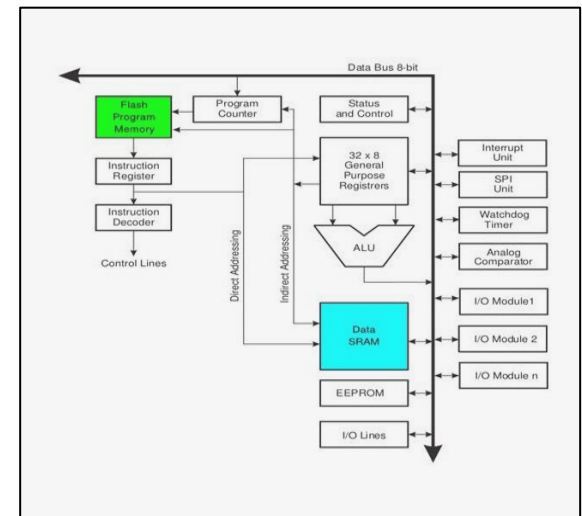 Data Bus 8-bit
Flash
Program
Memory
Program
Counter
Status
and Control
Instruction
Register
32 x 8
General
Purpose
Registrers
Interrupt
Unit
SPI
Unit
Instruction
Decoder
Watchdog
Timer
Control Lines
Direct Addressing
Indirect Addressing
ALU
Analog
Comparator
I/O Module1
Data
SRAM
I/O Module 2
I/O Module n
EEPROM
I/O Lines